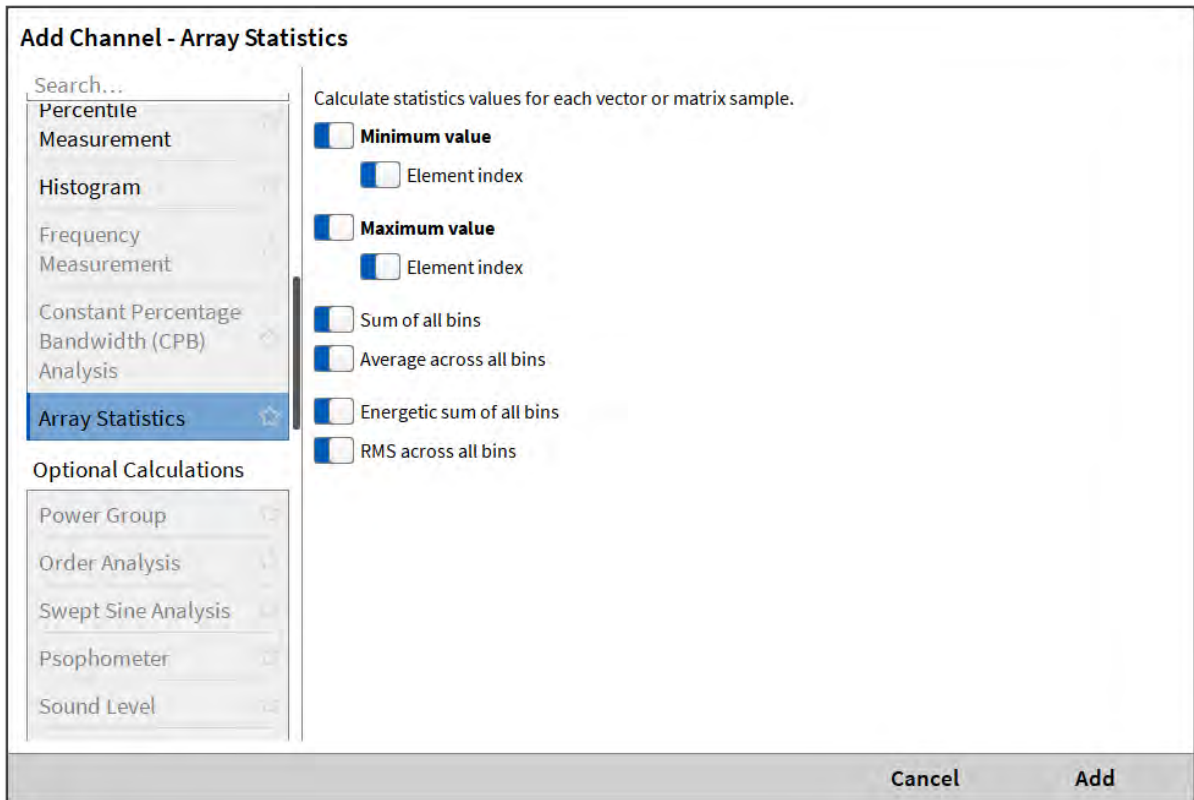 Add Channel - Array Statistics
Search...
Percentile
Measurement
Histogram
Frequency
Measurement
Constant Percentage
Bandwidth (CPB)
Analysis
Array Statistics
Optional Calculations
Power Group
Order Analysis
Swept Sine Analysis
Psophometer
Sound Level
Calculate statistics values for each vector or matrix sample.
Minimum value
Element index
Maximum value
Element index
Sum of all bins
Average across all bins
Energetic sum of all bins
RMS across all bins
Cancel
Add